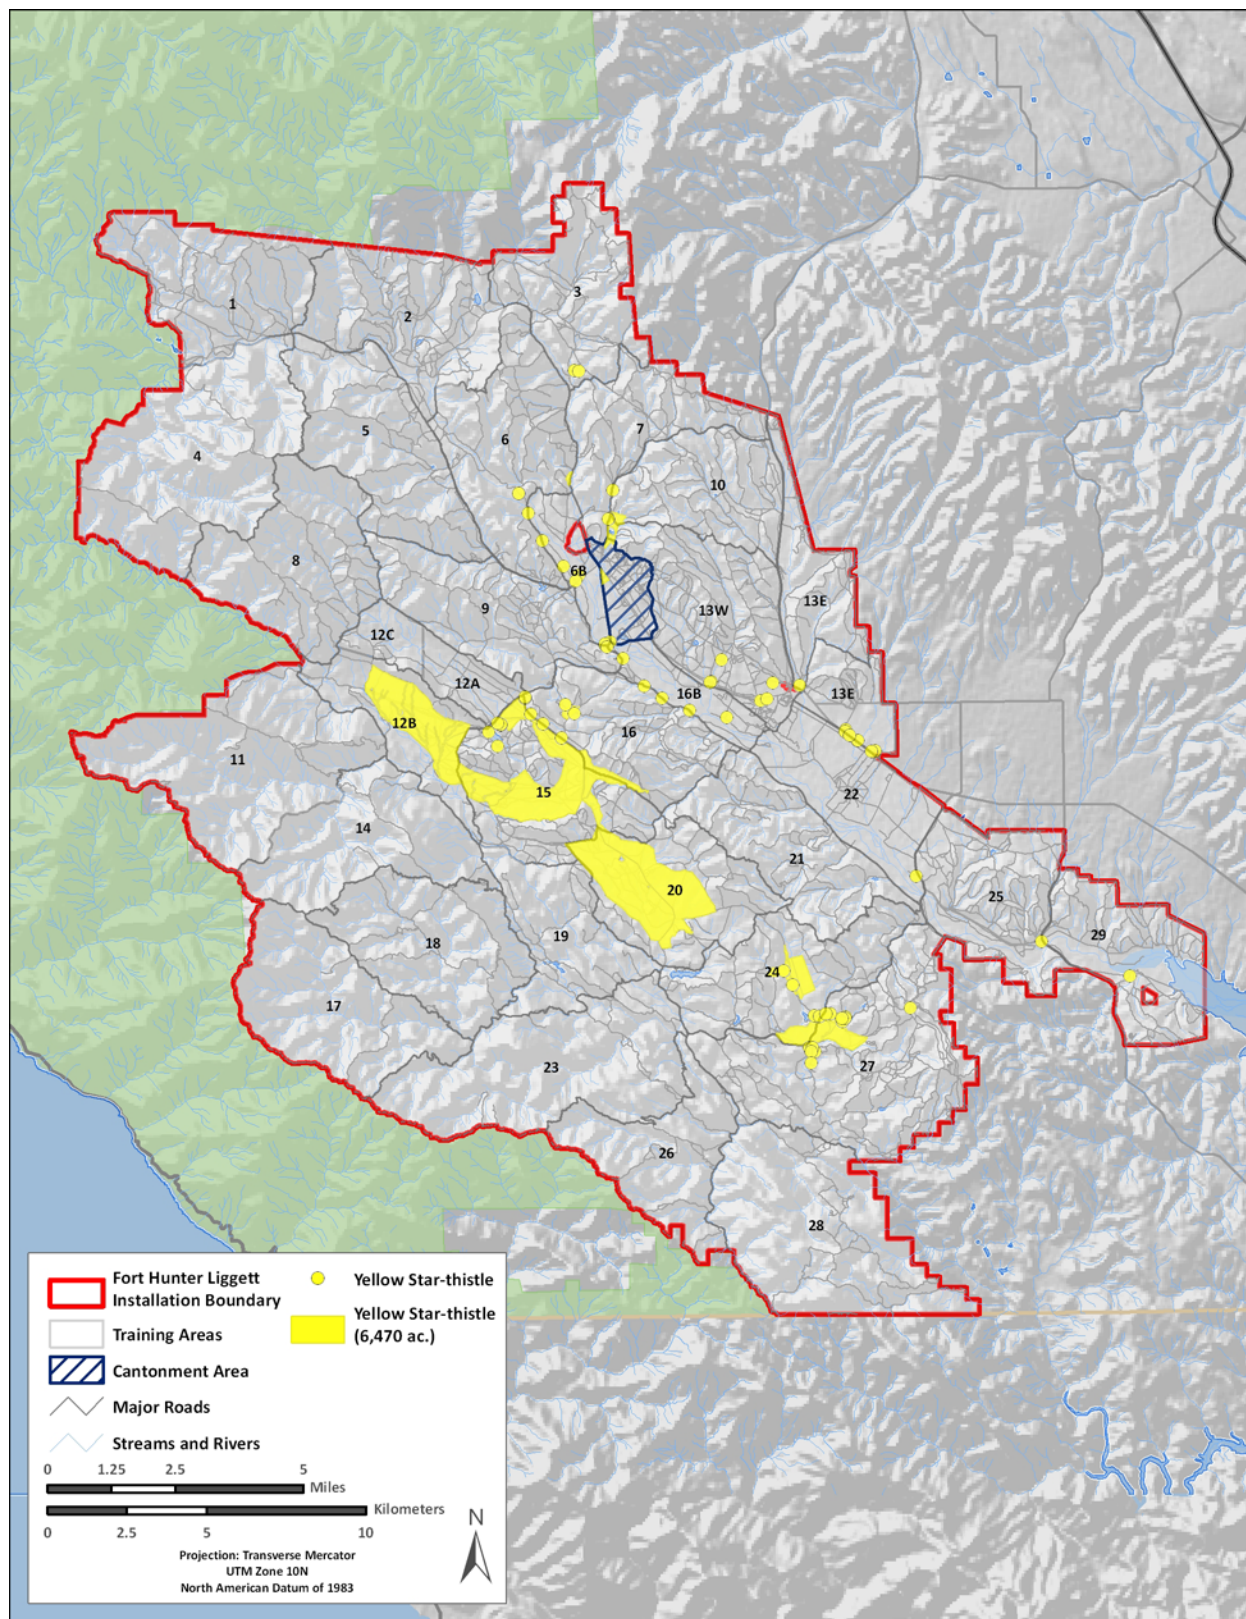 3
1
2
5
7
6
4
10
8
6B
13E
9
13W
12C
12A
13E
16B
12B
16
11
15
22
14
21
20
25
19
18
29
24
17
23
27
26
28
Fort Hunter Liggett
Installation Boundary
Training Areas
Cantonment Area
Major Roads
Streams and Rivers
Yellow Star-thistle
Yellow Star-thistle
(6,470 ac.)
0 1.25 2.5 5
Miles
Kilometers
0 2.5 5 10
N
Projection: Transverse Mercator
UTM Zone 10N
North American Datum of 1983